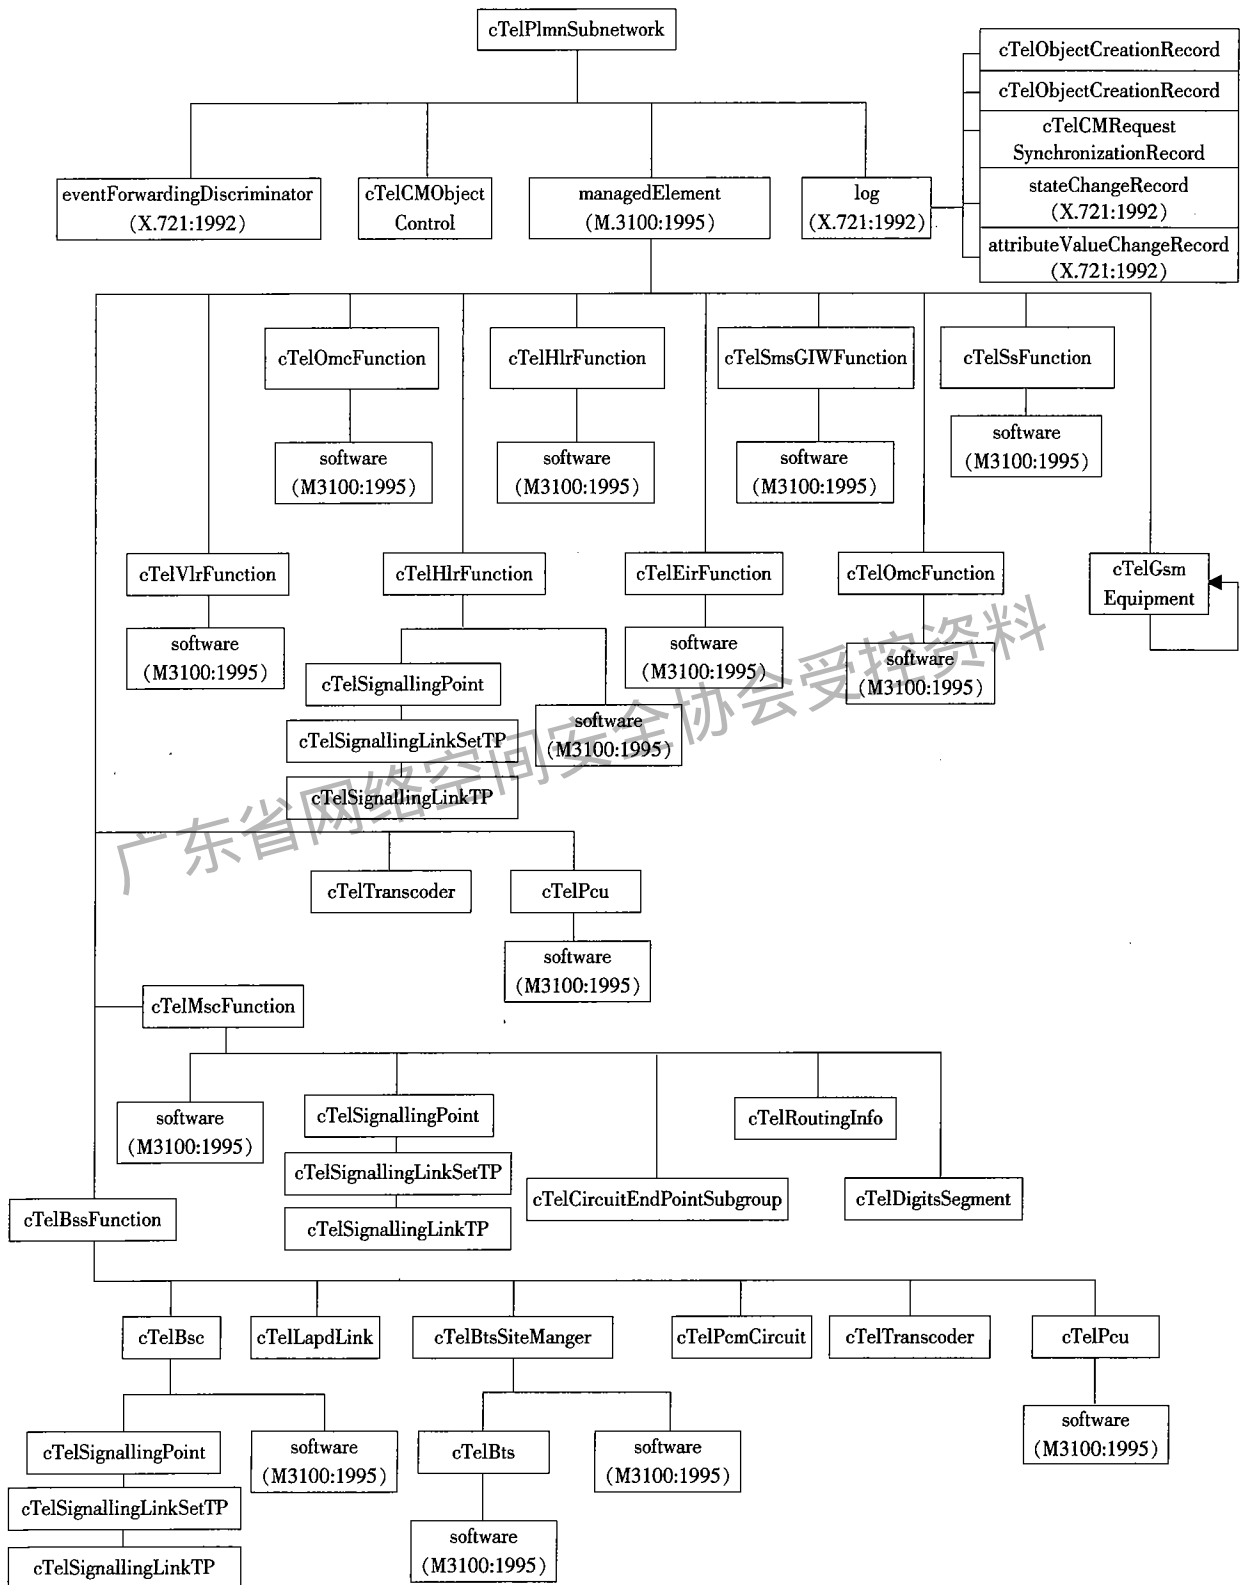 cTelPlmnSubnetwork
cTelObjectCreationRecord
cTelObjectCreationRecord
cTelCMRequest
SynchronizationRecord
stateChangeRecord
(X.721:1992)
attributeValueChangeRecord
(X.721:1992)
eventForwardingDiscriminator
(X.721:1992)
cTelCMObject
Control
managedElement
(M.3100:1995)
log
(X.721:1992)
cTelOmcFunction
cTelHlrFunction
cTelSmsGIWFunction
cTelSsFunction
software
(M3100:1995)
software
(M3100:1995)
software
(M3100:1995)
software
(M3100:1995)
cTelVlrFunction
cTelHlrFunction
cTelEirFunction
cTelOmcFunction
cTelGsm
Equipment
software
(M3100:1995)
cTelSignallingPoint
cTelSignallingLinkSetTP
cTelSignallingLinkTP
software
(M3100:1995)
software
(M3100:1995)
software
(M3100:1995)
广东省网络空间安全协会受控资料
cTelTranscoder
cTelPcu
software
(M3100:1995)
cTelMscFunction
software
(M3100:1995)
cTelSignallingPoint
cTelSignallingLinkSetTP
cTelSignallingLinkTP
cTelCircuitEndPointSubgroup
cTelRoutingInfo
cTelDigitsSegment
cTelBssFunction
cTelBsc
cTelLapdLink
cTelBtsSiteManger
cTelPcmCircuit
cTelTranscoder
cTelPcu
cTelSignallingPoint
cTelSignallingLinkSetTP
cTelSignallingLinkTP
software
(M3100:1995)
cTelBts
software
(M3100:1995)
software
(M3100:1995)
software
(M3100:1995)